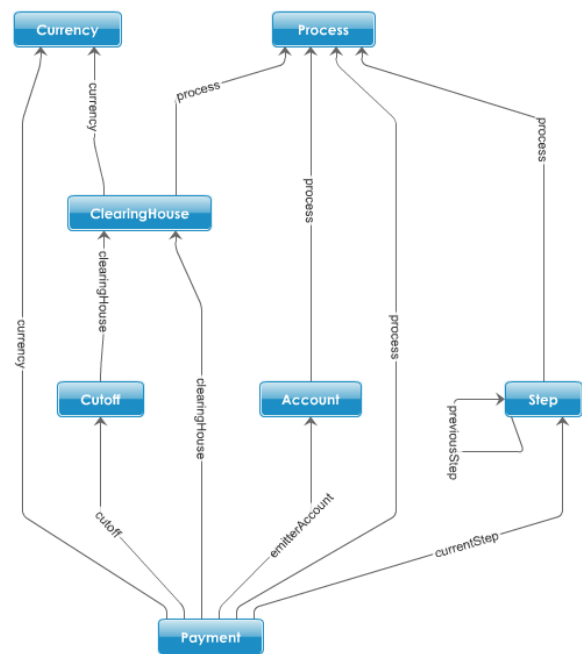 Currency
Process
currency
process
process
process
process
ClearingHouse
clearingHouse
currency
clearingHouse
Cutoff
Account
Step
previousStep
cutoff
emitterAccount
currentStep
Payment